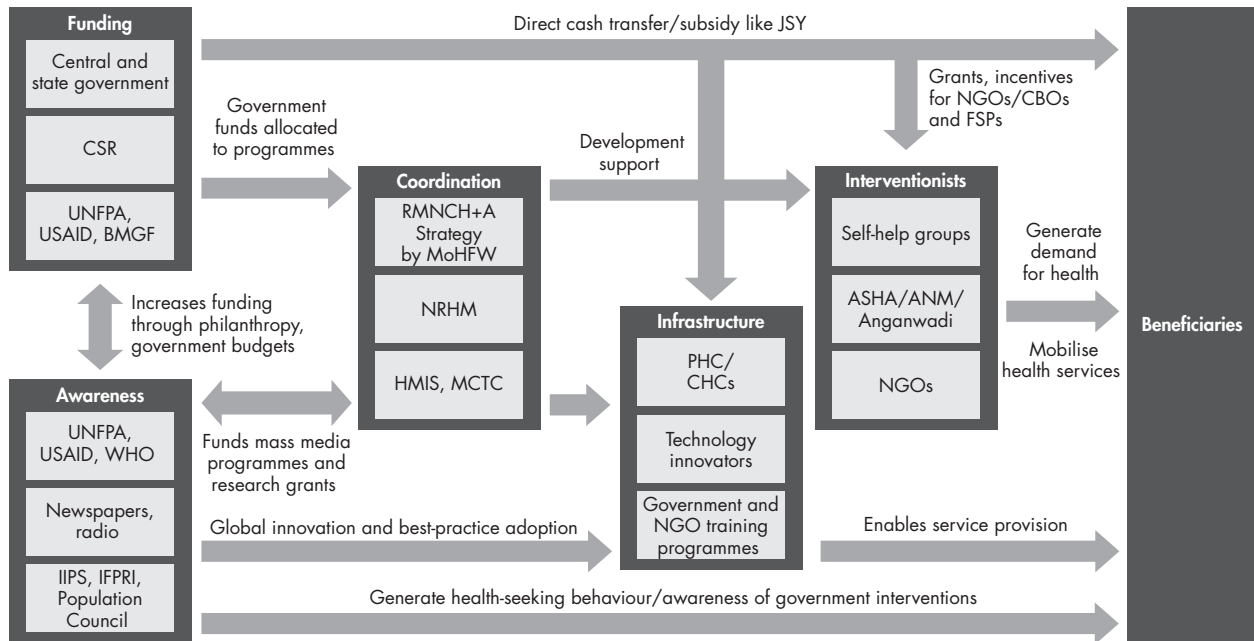 Funding
Central and
state government
CSR
UNFPA,
USAID, BMGF
Direct cash transfer/subsidy like JSY
Government
funds allocated
to programmes
Increases funding
through philanthropy,
government budgets
Awareness
UNFPA,
USAID, WHO
Newspapers,
radio
IIPS, IFPRI,
Population
Council
Coordination
RMNCH+A
Strategy
by MoHFW
NRHM
HMIS, MCTC
Funds mass media
programmes and
research grants
Development
support
Grants, incentives
for NGOs/CBOs
and FSPs
Infrastructure
PHC/
CHCs
Technology
innovators
Government and
NGO training
programmes
Interventionists
Self-help groups
ASHA/ANM/
Anganwadi
NGOs
Generate
demand
for health
Mobilise
health services
Global innovation and best-practice adoption
Enables service provision
Generate health-seeking behaviour/awareness of government interventions
Beneficiaries